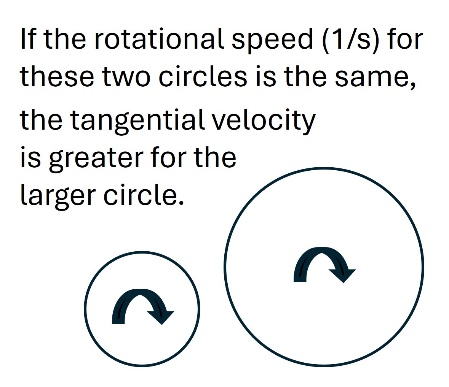 If the rotational speed (1/s) for
these two circles is the same,
the tangential velocity
is greater for the
larger circle.